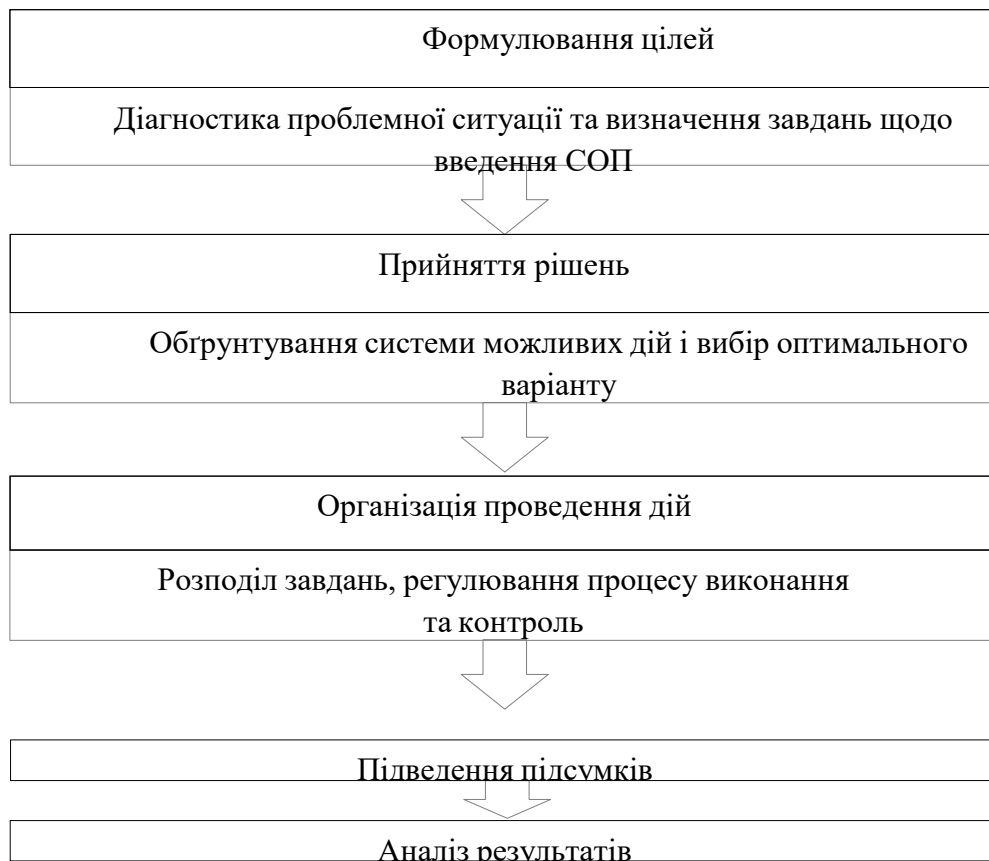 Формулювання цілей
Діагностика проблемної ситуації та визначення завдань щодо
введення СОП
Прийняття рішень
Обґрунтування системи можливих дій і вибір оптимального
варіанту
Організація проведення дій
Розподіл завдань, регулювання процесу виконання
та контроль
Підведення підсумків
Аналіз результатів